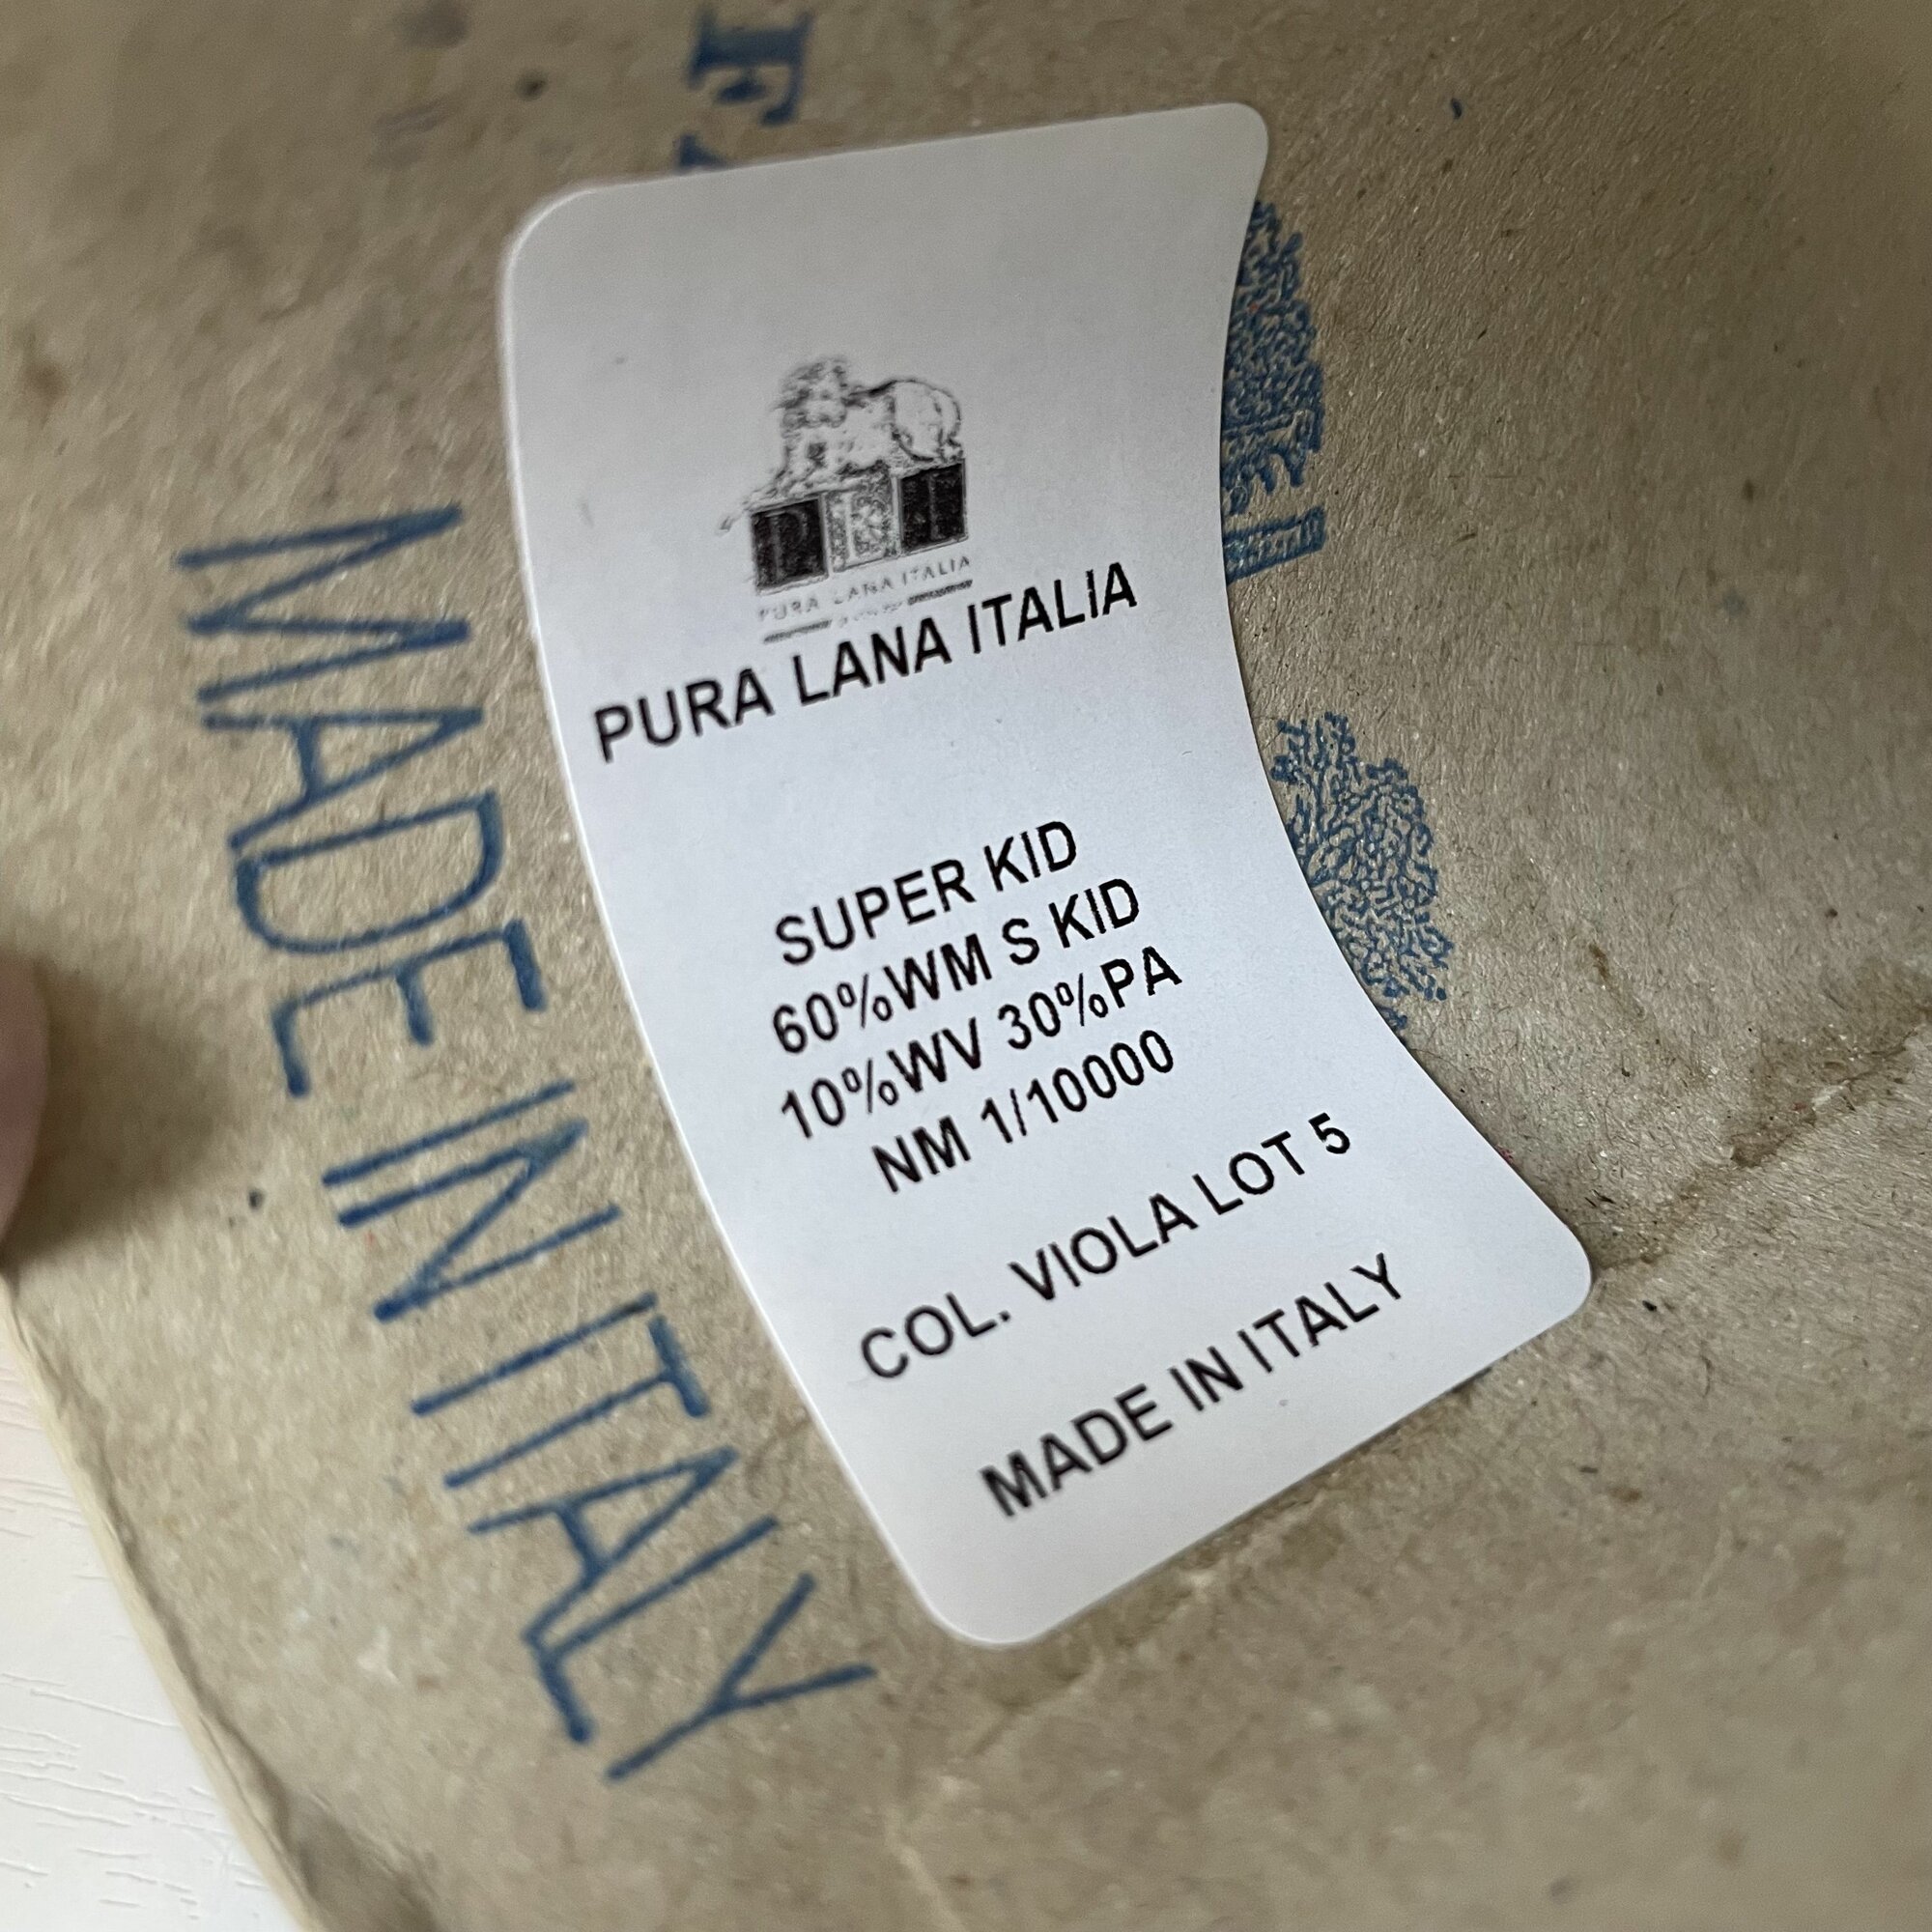 PLI
PURA LANA ITALIA
PURA LANA ITALIA
SUPER KID
60%WM S KID
10%WV 30%PA
NM 1/10000
COL. VIOLA LOT 5
MADE IN ITALY
MADE IN ITALY